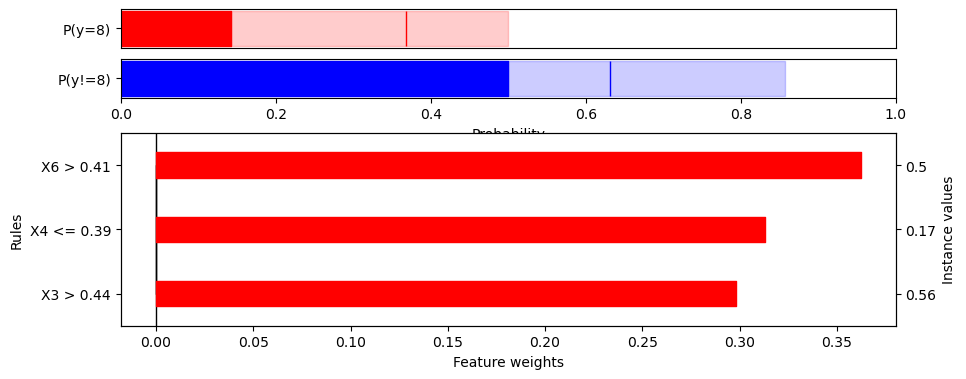 P(y=8)
P(y!=8)
0.0 0.2 0.4 0.6 0.8 1.0
Probability
X6 > 0.41 0.5
X4 <= 0.39 0.17
X3 > 0.44 0.56
Rules
Instance values
0.00 0.05 0.10 0.15 0.20 0.25 0.30 0.35
Feature weights